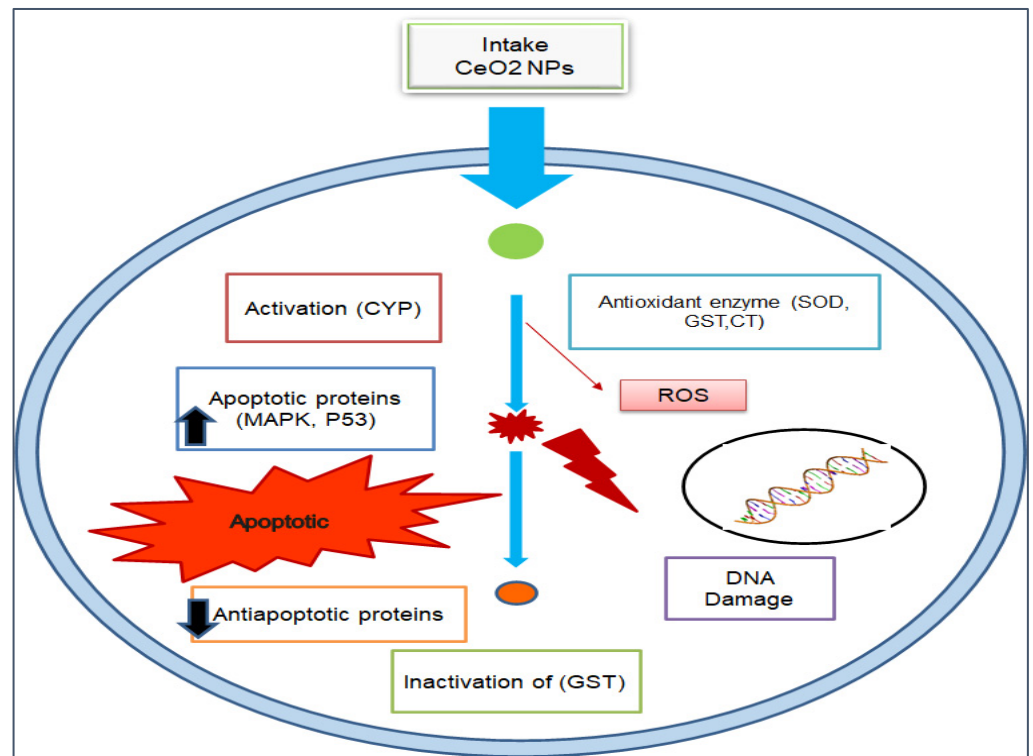 Intake
CeO2 NPs
Activation (CYP)
Antioxidant enzyme (SOD,
GST,CT)
Apoptotic proteins
(MAPK, P53)
ROS
Apoptotic
Antiapoptotic proteins
DNA
Damage
Inactivation of (GST)